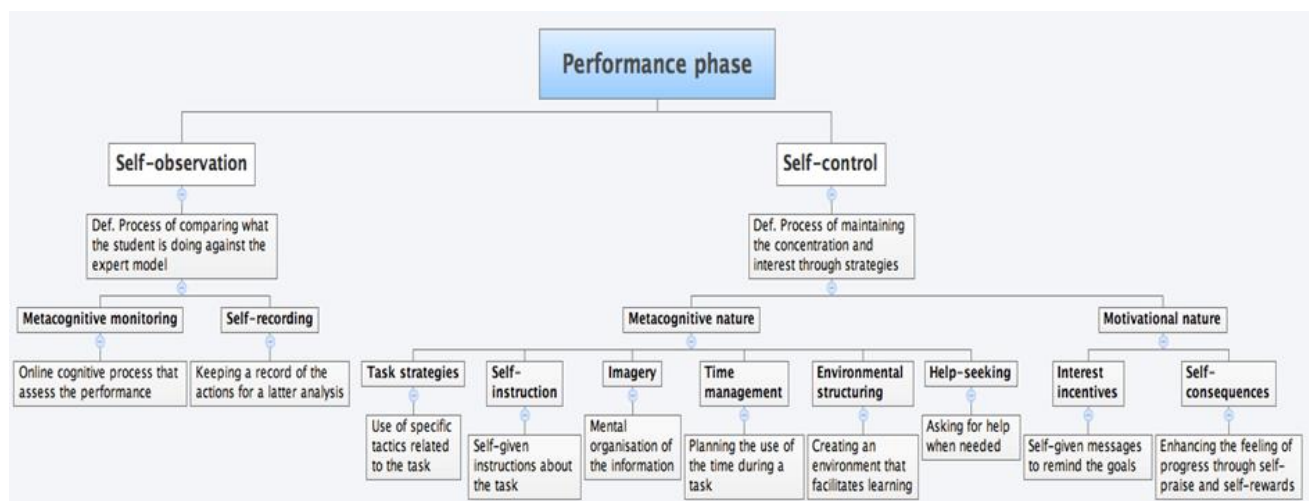 Performance phase
Self-observation
Self-control
Def. Process of comparing what
the student is doing against the
expert model
Def. Process of maintaining
the concentration and
interest through strategies
Metacognitive monitoring
Self-recording
Metacognitive nature
Motivational nature
Online cognitive process that
assess the performance
Keeping a record of the
actions for a latter analysis
Task strategies
Self-
instruction
Imagery
Time
management
Environmental
structuring
Help-seeking
Interest
incentives
Self-
consequences
Use of specific
tactics related
to the task
Self-given
instructions about
the task
Mental
organisation of
the information
Planning the use of
the time during a
task
Creating an
environment that
facilitates learning
Asking for help
when needed
Self-given messages
to remind the goals
Enhancing the feeling of
progress through self-
praise and self-rewards